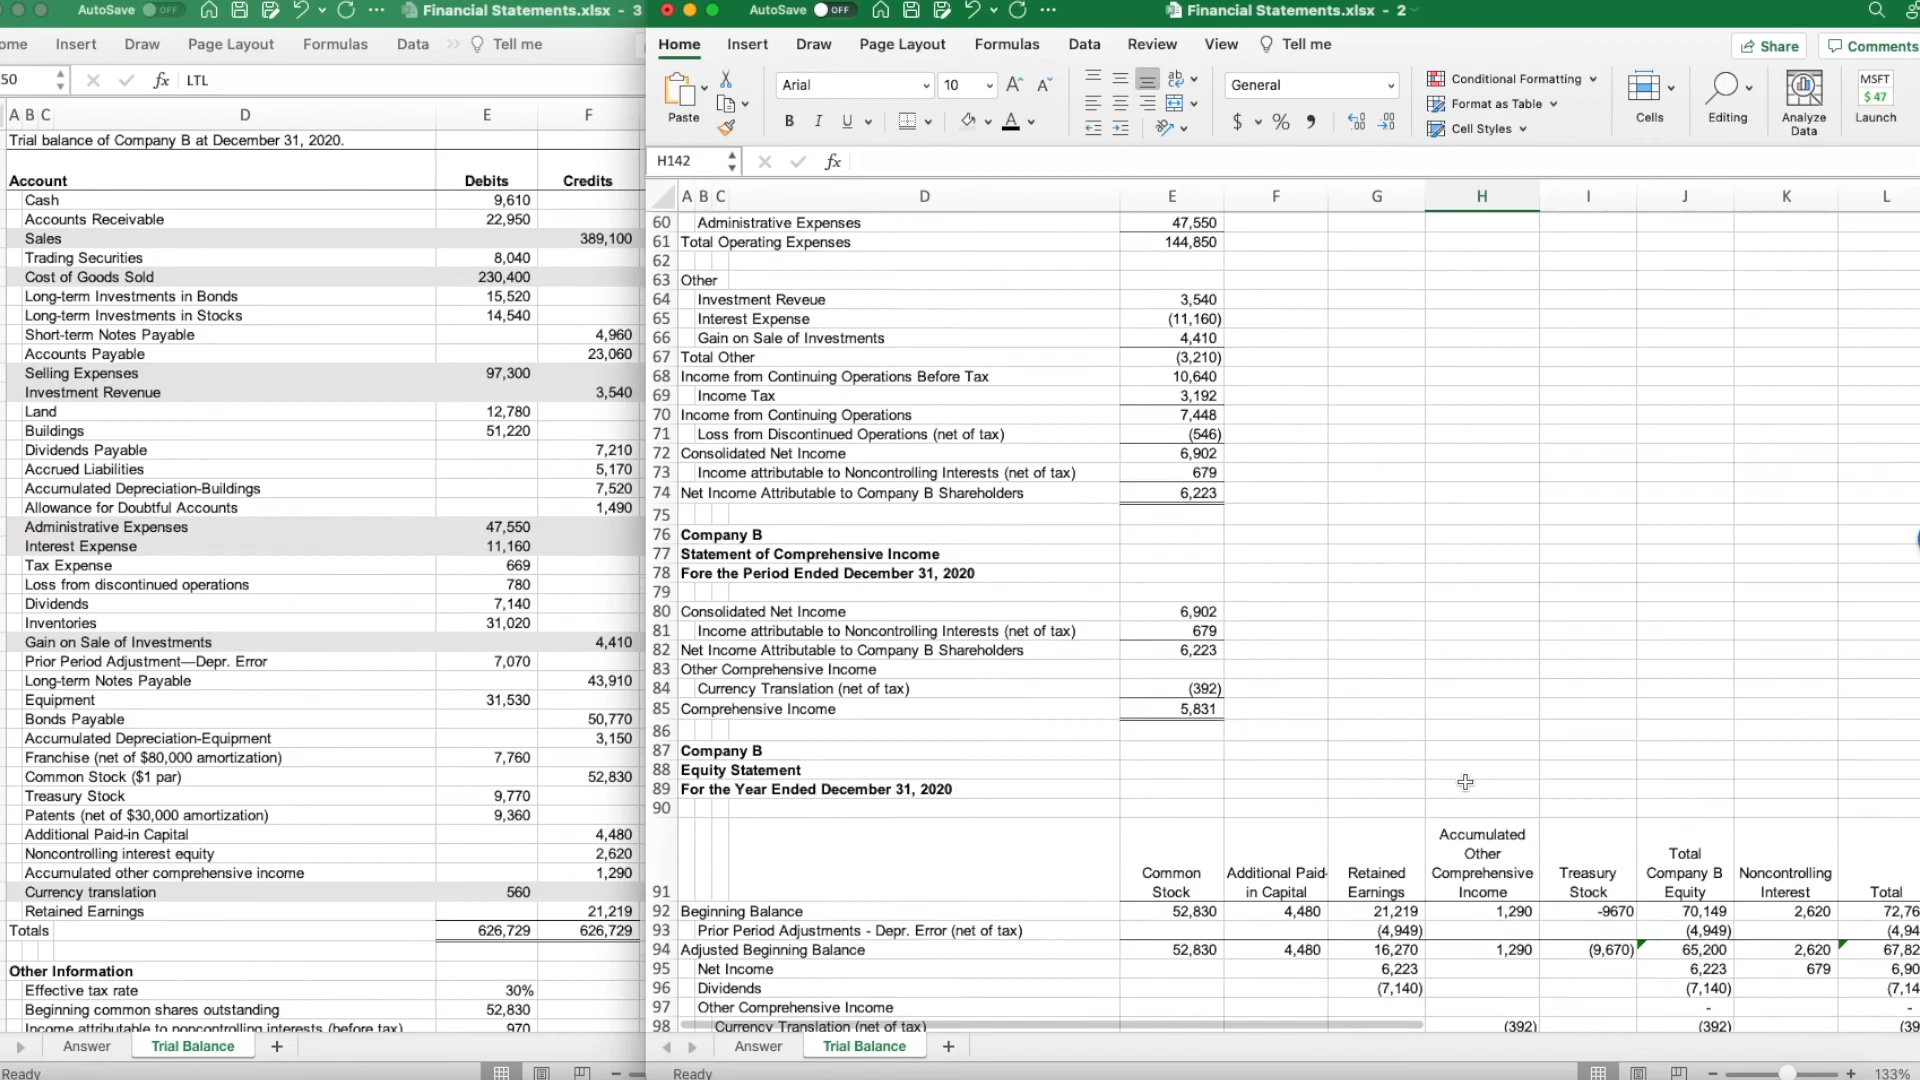 AutoSave OFF Financial Statements.xlsx - 3
ome Insert Draw Page Layout Formulas Data Tell me
50 fx LTL
A B C D E F
Trial balance of Company B at December 31, 2020.
Account Debits Credits
Cash 9,610
Accounts Receivable 22,950
Sales 389,100
Trading Securities 8,040
Cost of Goods Sold 230,400
Long-term Investments in Bonds 15,520
Long-term Investments in Stocks 14,540
Short-term Notes Payable 4,960
Accounts Payable 23,060
Selling Expenses 97,300
Investment Revenue 3,540
Land 12,780
Buildings 51,220
Dividends Payable 7,210
Accrued Liabilities 5,170
Accumulated Depreciation-Buildings 7,520
Allowance for Doubtful Accounts 1,490
Administrative Expenses 47,550
Interest Expense 11,160
Tax Expense 669
Loss from discontinued operations 780
Dividends 7,140
Inventories 31,020
Gain on Sale of Investments 4,410
Prior Period Adjustment—Depr. Error 7,070
Long-term Notes Payable 43,910
Equipment 31,530
Bonds Payable 50,770
Accumulated Depreciation-Equipment 3,150
Franchise (net of $80,000 amortization) 7,760
Common Stock ($1 par) 52,830
Treasury Stock 9,770
Patents (net of $30,000 amortization) 9,360
Additional Paid-in Capital 4,480
Noncontrolling interest equity 2,620
Accumulated other comprehensive income 1,290
Currency translation 560
Retained Earnings 21,219
Totals 626,729 626,729
Other Information
Effective tax rate 30%
Beginning common shares outstanding 52,830
Income attributable to noncontrolling interests (before tax) 970
Answer Trial Balance +
Ready
AutoSave OFF Financial Statements.xlsx - 2
Home Insert Draw Page Layout Formulas Data Review View Tell me Share Comments
Paste
Arial 10
B I U
General
$ %
Conditional Formatting
Format as Table
Cell Styles
Cells
Editing
Analyze
Data
MSFT
$ 47
Launch
H142 fx
A B C D E F G H I J K L
60 Administrative Expenses 47,550
61 Total Operating Expenses 144,850
62
63 Other
64 Investment Reveue 3,540
65 Interest Expense (11,160)
66 Gain on Sale of Investments 4,410
67 Total Other (3,210)
68 Income from Continuing Operations Before Tax 10,640
69 Income Tax 3,192
70 Income from Continuing Operations 7,448
71 Loss from Discontinued Operations (net of tax) (546)
72 Consolidated Net Income 6,902
73 Income attributable to Noncontrolling Interests (net of tax) 679
74 Net Income Attributable to Company B Shareholders 6,223
75
76 Company B
77 Statement of Comprehensive Income
78 Fore the Period Ended December 31, 2020
79
80 Consolidated Net Income 6,902
81 Income attributable to Noncontrolling Interests (net of tax) 679
82 Net Income Attributable to Company B Shareholders 6,223
83 Other Comprehensive Income
84 Currency Translation (net of tax) (392)
85 Comprehensive Income 5,831
86
87 Company B
88 Equity Statement
89 For the Year Ended December 31, 2020
90
Accumulated
Other Total
Common Additional Paid- Retained Comprehensive Treasury Company B Noncontrolling
91 Stock in Capital Earnings Income Stock Equity Interest Total
92 Beginning Balance 52,830 4,480 21,219 1,290 -9670 70,149 2,620 72,76
93 Prior Period Adjustments - Depr. Error (net of tax) (4,949) (4,949) (4,94
94 Adjusted Beginning Balance 52,830 4,480 16,270 1,290 (9,670) 65,200 2,620 67,82
95 Net Income 6,223 6,223 679 6,90
96 Dividends (7,140) (7,140) (7,14
97 Other Comprehensive Income - -
98 Currency Translation (net of tax) (392) (392) (39
Answer Trial Balance +
Ready 133%